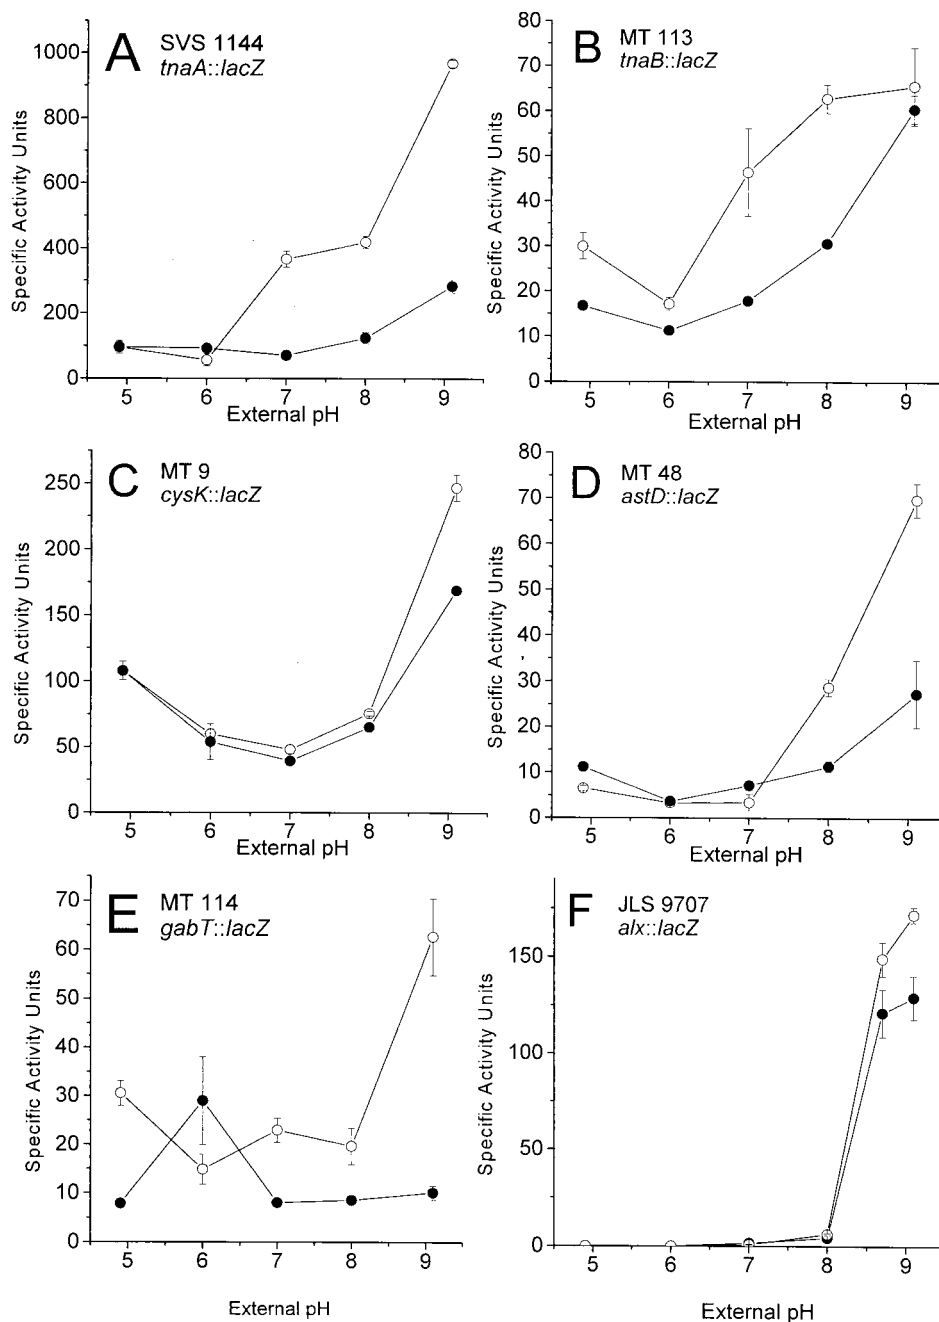 A
SVS 1144
tnaA::lacZ
Specific Activity Units
1000
800
600
400
200
0
5 6 7 8 9
External pH
B
MT 113
tnaB::lacZ
Specific Activity Units
80
70
60
50
40
30
20
10
0
5 6 7 8 9
External pH
C
MT 9
cysK::lacZ
Specific Activity Units
250
200
150
100
50
0
5 6 7 8 9
External pH
D
MT 48
astD::lacZ
Specific Activity Units
80
70
60
50
40
30
20
10
0
5 6 7 8 9
External pH
E
MT 114
gabT::lacZ
Specific Activity Units
70
60
50
40
30
20
10
0
5 6 7 8 9
External pH
F
JLS 9707
alx::lacZ
Specific Activity Units
150
100
50
0
5 6 7 8 9
External pH